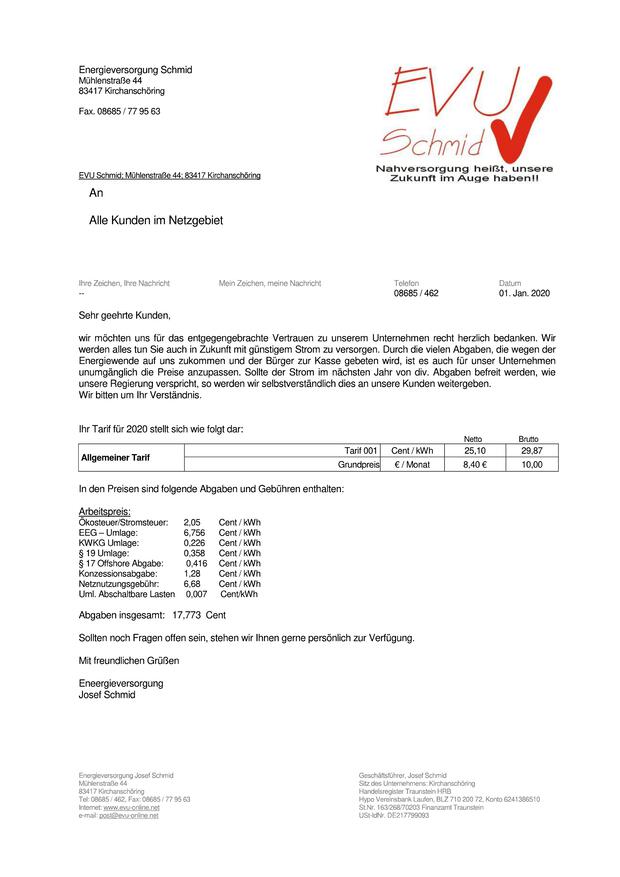 Energieversorgung Schmid
Mühlenstraße 44
83417 Kirchanschöring
Fax. 08685 / 77 95 63
EVU
Schmid
Nahversorgung heißt, unsere
Zukunft im Auge haben!!
EVU Schmid; Mühlenstraße 44; 83417 Kirchanschöring
An
Alle Kunden im Netzgebiet
Ihre Zeichen, Ihre Nachricht Mein Zeichen, meine Nachricht Telefon Datum
-- 08685 / 462 01. Jan. 2020
Sehr geehrte Kunden,
wir möchten uns für das entgegengebrachte Vertrauen zu unserem Unternehmen recht herzlich bedanken. Wir
werden alles tun Sie auch in Zukunft mit günstigem Strom zu versorgen. Durch die vielen Abgaben, die wegen der
Energiewende auf uns zukommen und der Bürger zur Kasse gebeten wird, ist es auch für unser Unternehmen
unumgänglich die Preise anzupassen. Sollte der Strom im nächsten Jahr von div. Abgaben befreit werden, wie
unsere Regierung verspricht, so werden wir selbstverständlich dies an unsere Kunden weitergeben.
Wir bitten um Ihr Verständnis.
Ihr Tarif für 2020 stellt sich wie folgt dar:
Netto Brutto
Allgemeiner Tarif Tarif 001 Cent / kWh 25,10 29,87
Grundpreis € / Monat 8,40 € 10,00
In den Preisen sind folgende Abgaben und Gebühren enthalten:
Arbeitspreis:
Ökosteuer/Stromsteuer: 2,05 Cent / kWh
EEG – Umlage: 6,756 Cent / kWh
KWKG Umlage: 0,226 Cent / kWh
§ 19 Umlage: 0,358 Cent / kWh
§ 17 Offshore Abgabe: 0,416 Cent / kWh
Konzessionsabgabe: 1,28 Cent / kWh
Netznutzungsgebühr: 6,68 Cent / kWh
Uml. Abschaltbare Lasten 0,007 Cent/kWh
Abgaben insgesamt: 17,773 Cent
Sollten noch Fragen offen sein, stehen wir Ihnen gerne persönlich zur Verfügung.
Mit freundlichen Grüßen
Eneergieversorgung
Josef Schmid
Energieversorgung Josef Schmid
Mühlenstraße 44
83417 Kirchanschöring
Tel: 08685 / 462, Fax: 08685 / 77 95 63
Internet: www.evu-online.net
e-mail: post@evu-online.net
Geschäftsführer, Josef Schmid
Sitz des Unternehmens: Kirchanschöring
Handelsregister Traunstein HRB
Hypo Vereinsbank Laufen, BLZ 710 200 72, Konto 6241386510
St.Nr. 163/268/70203 Finanzamt Traunstein
USt-IdNr. DE217799093